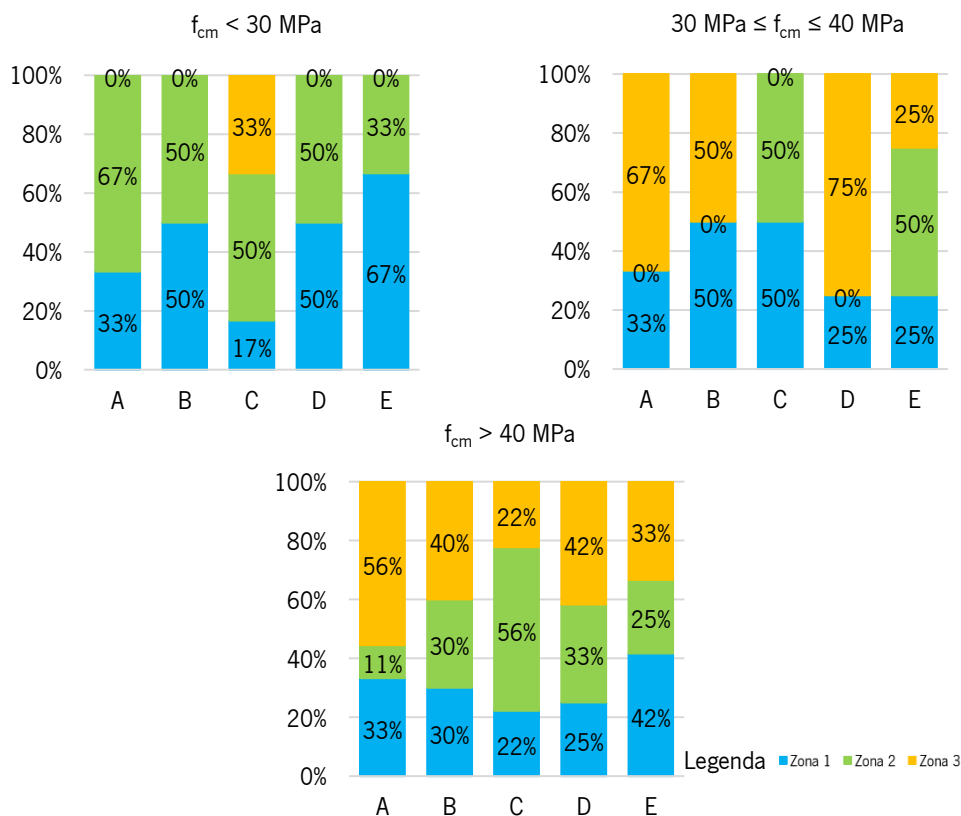 f_cm < 30 MPa
100%
80%
60%
40%
20%
0%
0% 0% 33% 0% 0%
67% 50% 50% 50% 33%
33% 50% 17% 50% 67%
A B C D E
30 MPa ≤ f_cm ≤ 40 MPa
100%
80%
60%
40%
20%
0%
67% 50% 0% 75% 25%
0% 0% 50% 0% 50%
33% 50% 50% 25% 25%
A B C D E
f_cm > 40 MPa
100%
80%
60%
40%
20%
0%
56% 40% 22% 42% 33%
11% 30% 56% 33% 25%
33% 30% 22% 25% 42%
A B C D E
Legenda Zona 1 Zona 2 Zona 3